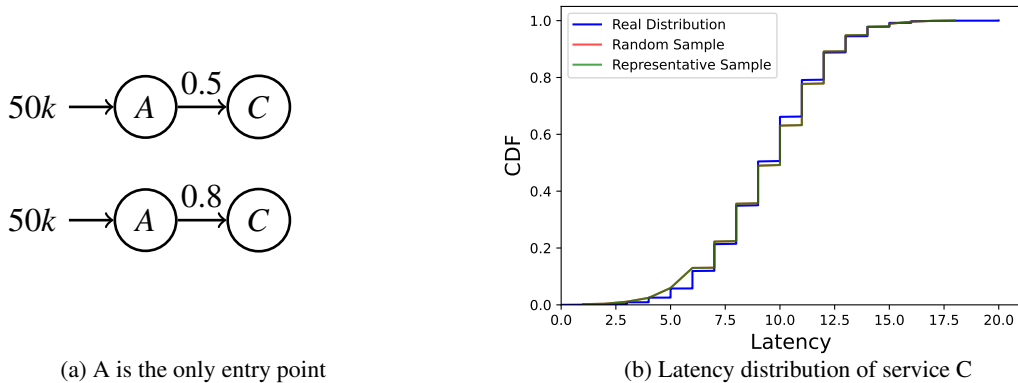 0.5
50k A C
0.8
50k A C
(a) A is the only entry point
Real Distribution
Random Sample
Representative Sample
CDF
1.0
0.8
0.6
0.4
0.2
0.0
0.0 2.5 5.0 7.5 10.0 12.5 15.0 17.5 20.0
Latency
(b) Latency distribution of service C